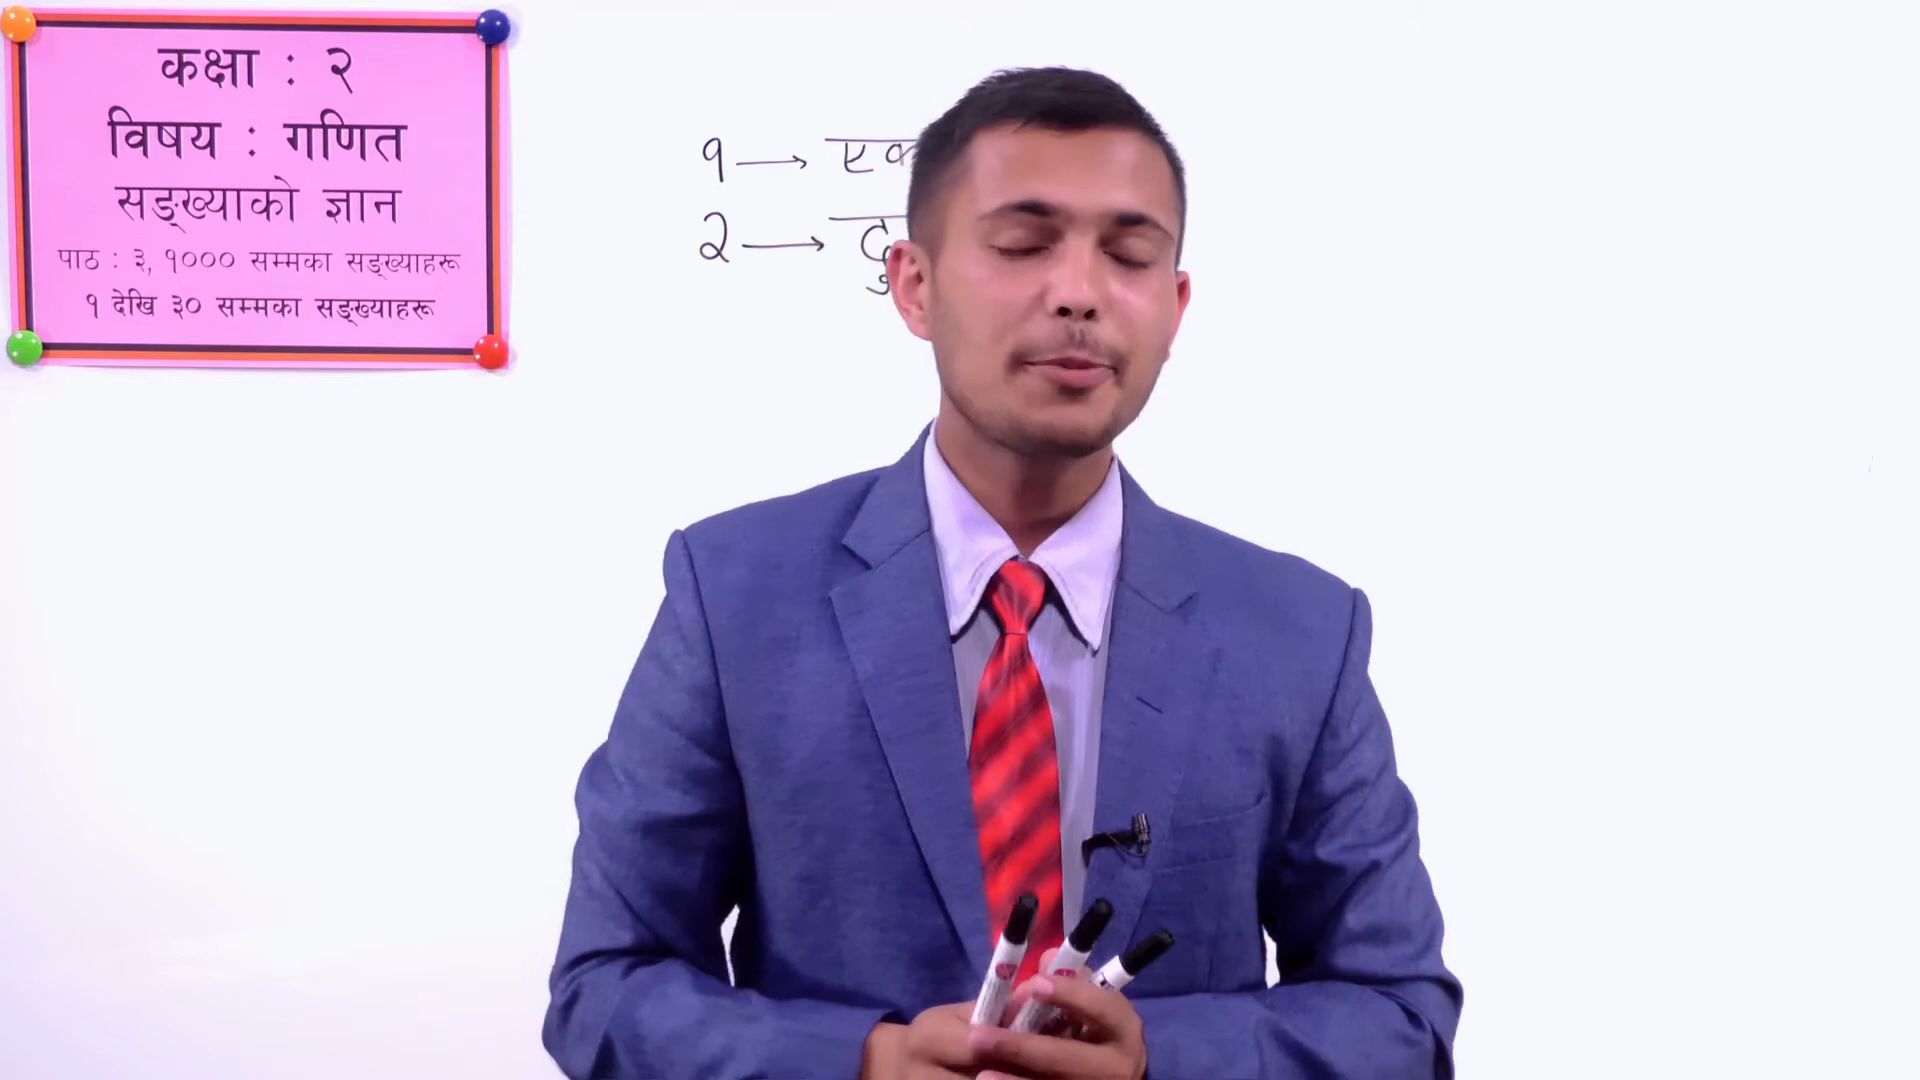 कक्षा : २
विषय : गणित
सङ्ख्याको ज्ञान
पाठ : ३, १००० सम्मका सङ्ख्याहरू
१ देखि ३० सम्मका सङ्ख्याहरू
१ → एक
२ →